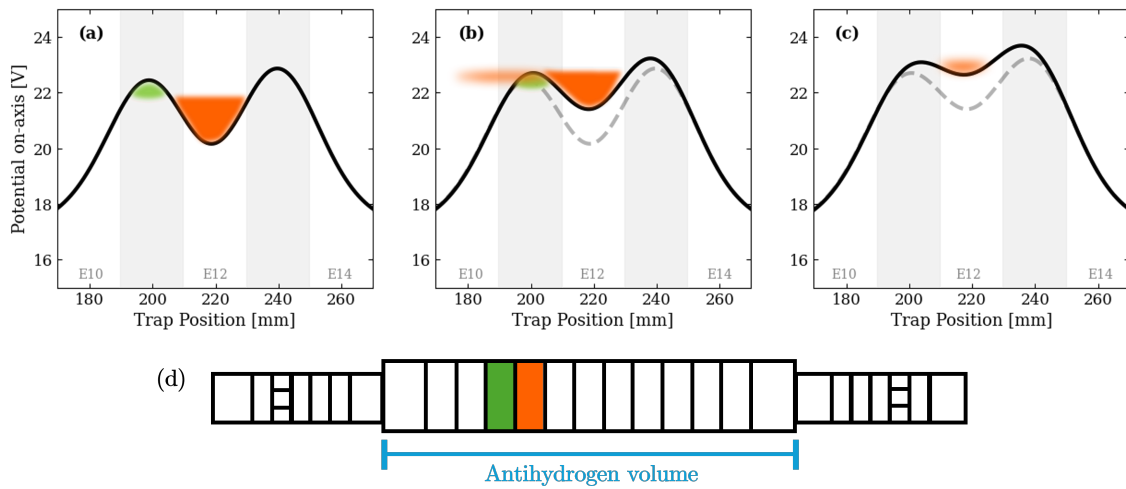 (a)
(b)
(c)
Potential on-axis [V]
24
22
20
18
16
E10
E12
E14
180
200
220
240
260
Trap Position [mm]
24
22
20
18
16
E10
E12
E14
180
200
220
240
260
Trap Position [mm]
24
22
20
18
16
E10
E12
E14
180
200
220
240
260
Trap Position [mm]
(d)
Antihydrogen volume